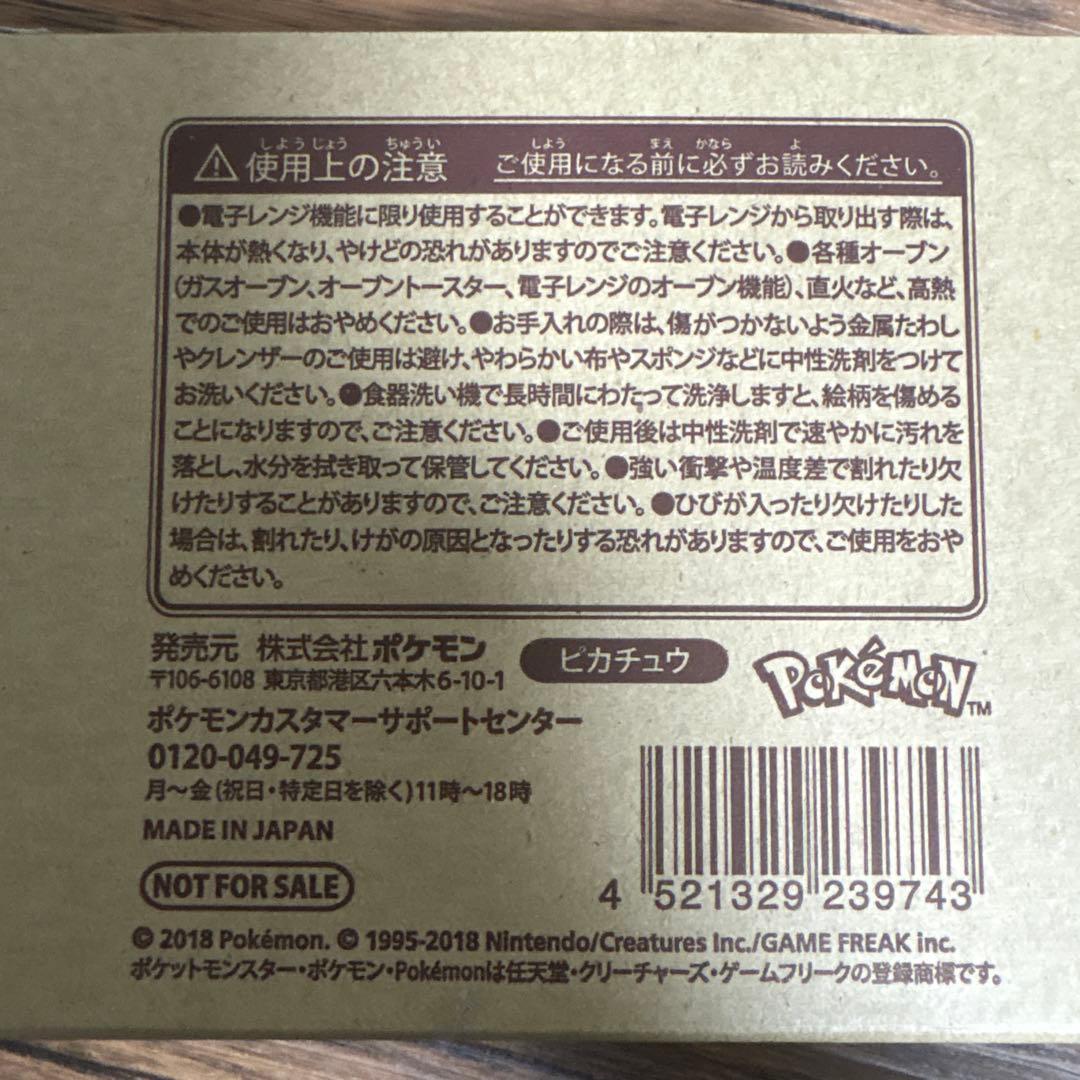 しようじょう ちゅうい しよう まえ かなら よ
使用上の注意 ご使用になる前に必ずお読みください。
●電子レンジ機能に限り使用することができます。電子レンジから取り出す際は、
本体が熱くなり、やけどの恐れがありますのでご注意ください。●各種オーブン
(ガスオーブン、オーブントースター、電子レンジのオーブン機能)、直火など、高熱
でのご使用はおやめください。●お手入れの際は、傷がつかないよう金属たわし
やクレンザーのご使用は避け、やわらかい布やスポンジなどに中性洗剤をつけて
お洗いください。●食器洗い機で長時間にわたって洗浄しますと、絵柄を傷める
ことになりますので、ご注意ください。●ご使用後は中性洗剤で速やかに汚れを
落とし、水分を拭き取って保管してください。●強い衝撃や温度差で割れたり欠
けたりすることがありますので、ご注意ください。●ひびが入ったり欠けたりした
場合は、割れたり、けがの原因となったりする恐れがありますので、ご使用をおや
めください。
発売元 株式会社ポケモン
〒106-6108 東京都港区六本木6-10-1
ピカチュウ
POKéMON™
ポケモンカスタマーサポートセンター
0120-049-725
月～金(祝日・特定日を除く)11時～18時
MADE IN JAPAN
NOT FOR SALE
4 521329 239743
© 2018 Pokémon. © 1995-2018 Nintendo/Creatures Inc./GAME FREAK inc.
ポケットモンスター・ポケモン・Pokémonは任天堂・クリーチャーズ・ゲームフリークの登録商標です。